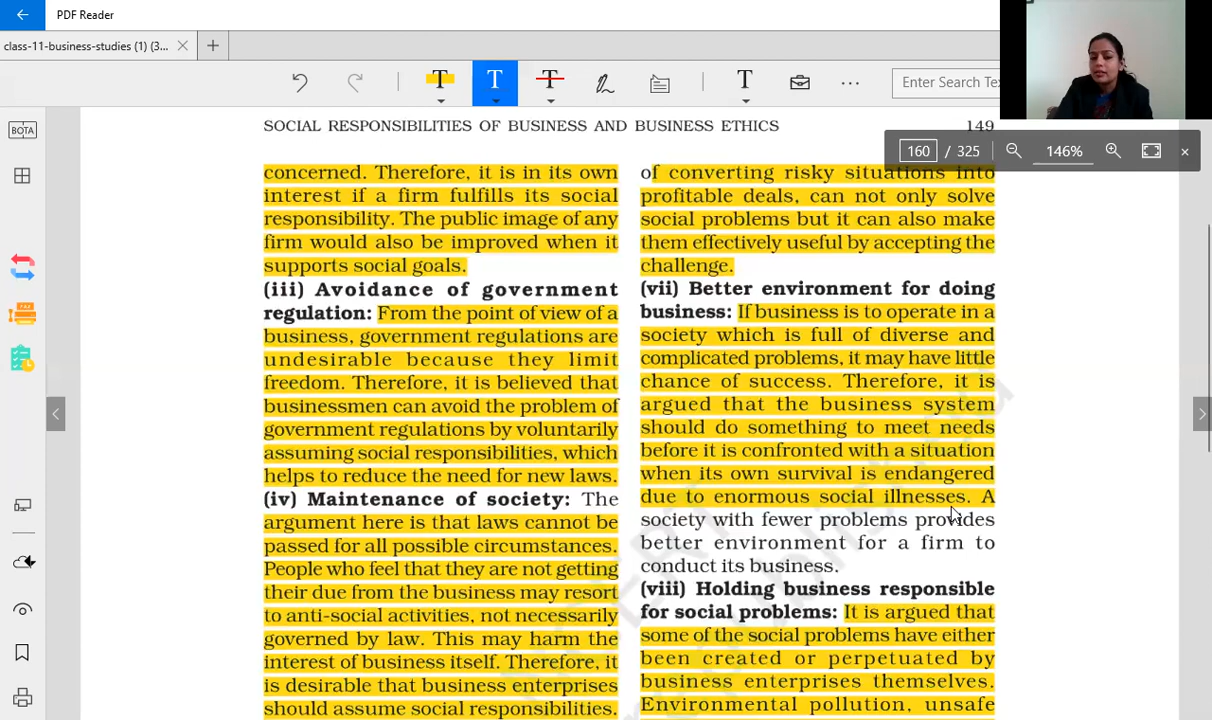 PDF Reader
class-11-business-studies (1) (3...
Enter Search Te
BOTA
160 / 325
146%
SOCIAL RESPONSIBILITIES OF BUSINESS AND BUSINESS ETHICS 149
concerned. Therefore, it is in its own
interest if a firm fulfills its social
responsibility. The public image of any
firm would also be improved when it
supports social goals.
(iii) Avoidance of government
regulation: From the point of view of a
business, government regulations are
undesirable because they limit
freedom. Therefore, it is believed that
businessmen can avoid the problem of
government regulations by voluntarily
assuming social responsibilities, which
helps to reduce the need for new laws.
(iv) Maintenance of society: The
argument here is that laws cannot be
passed for all possible circumstances.
People who feel that they are not getting
their due from the business may resort
to anti-social activities, not necessarily
governed by law. This may harm the
interest of business itself. Therefore, it
is desirable that business enterprises
should assume social responsibilities.
of converting risky situations into
profitable deals, can not only solve
social problems but it can also make
them effectively useful by accepting the
challenge.
(vii) Better environment for doing
business: If business is to operate in a
society which is full of diverse and
complicated problems, it may have little
chance of success. Therefore, it is
argued that the business system
should do something to meet needs
before it is confronted with a situation
when its own survival is endangered
due to enormous social illnesses. A
society with fewer problems provides
better environment for a firm to
conduct its business.
(viii) Holding business responsible
for social problems: It is argued that
some of the social problems have either
been created or perpetuated by
business enterprises themselves.
Environmental pollution, unsafe